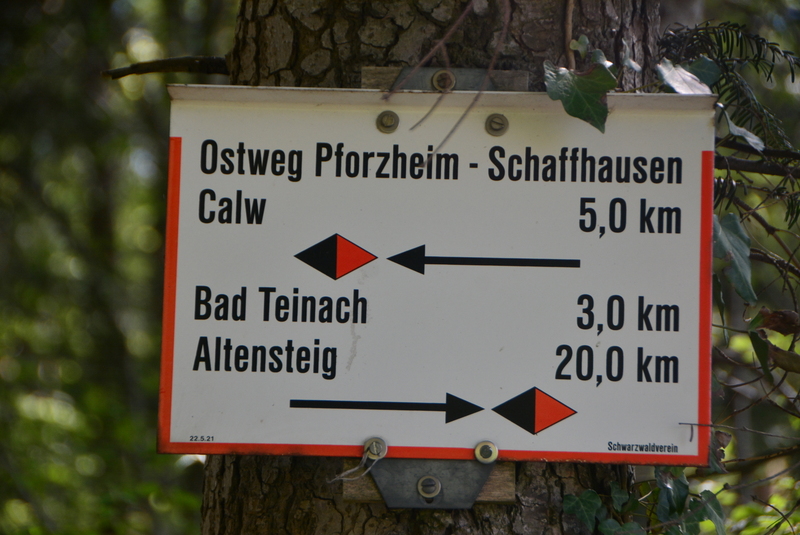 Ostweg Pforzheim - Schaffhausen
Calw 5,0 km
Bad Teinach 3,0 km
Altensteig 20,0 km
22.5.21 Schwarzwaldverein